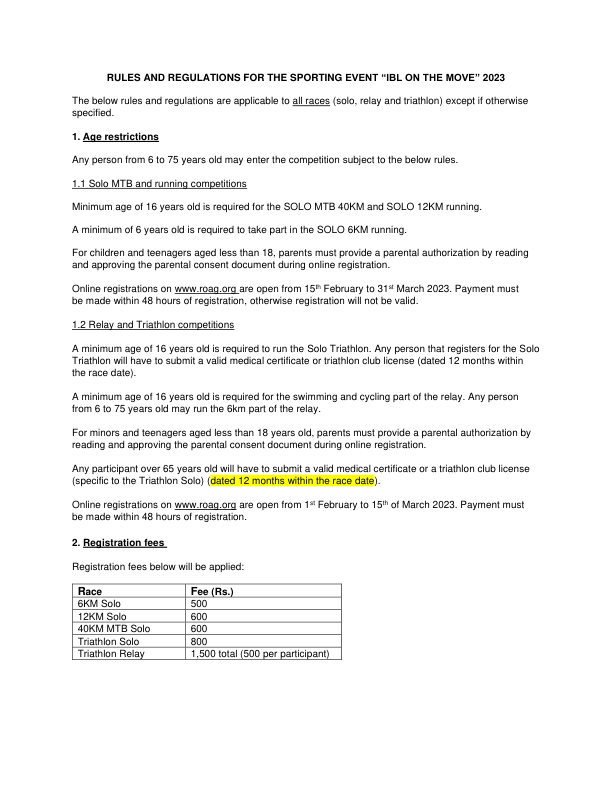 RULES AND REGULATIONS FOR THE SPORTING EVENT “IBL ON THE MOVE” 2023
The below rules and regulations are applicable to all races (solo, relay and triathlon) except if otherwise
specified.
1. Age restrictions
Any person from 6 to 75 years old may enter the competition subject to the below rules.
1.1 Solo MTB and running competitions
Minimum age of 16 years old is required for the SOLO MTB 40KM and SOLO 12KM running.
A minimum of 6 years old is required to take part in the SOLO 6KM running.
For children and teenagers aged less than 18, parents must provide a parental authorization by reading
and approving the parental consent document during online registration.
Online registrations on www.roag.org are open from 15th February to 31st March 2023. Payment must
be made within 48 hours of registration, otherwise registration will not be valid.
1.2 Relay and Triathlon competitions
A minimum age of 16 years old is required to run the Solo Triathlon. Any person that registers for the Solo
Triathlon will have to submit a valid medical certificate or triathlon club license (dated 12 months within
the race date).
A minimum age of 16 years old is required for the swimming and cycling part of the relay. Any person
from 6 to 75 years old may run the 6km part of the relay.
For minors and teenagers aged less than 18 years old, parents must provide a parental authorization by
reading and approving the parental consent document during online registration.
Any participant over 65 years old will have to submit a valid medical certificate or a triathlon club license
(specific to the Triathlon Solo) (dated 12 months within the race date).
Online registrations on www.roag.org are open from 1st February to 15th of March 2023. Payment must
be made within 48 hours of registration.
2. Registration fees
Registration fees below will be applied:
Race Fee (Rs.)
6KM Solo 500
12KM Solo 600
40KM MTB Solo 600
Triathlon Solo 800
Triathlon Relay 1,500 total (500 per participant)